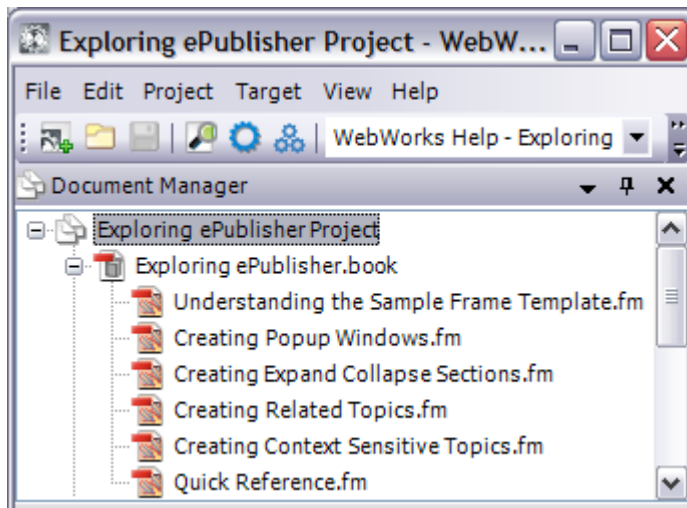 Exploring ePublisher Project - WebW...
File Edit Project Target View Help
WebWorks Help - Exploring
Document Manager
Exploring ePublisher Project
Exploring ePublisher.book
Understanding the Sample Frame Template.fm
Creating Popup Windows.fm
Creating Expand Collapse Sections.fm
Creating Related Topics.fm
Creating Context Sensitive Topics.fm
Quick Reference.fm